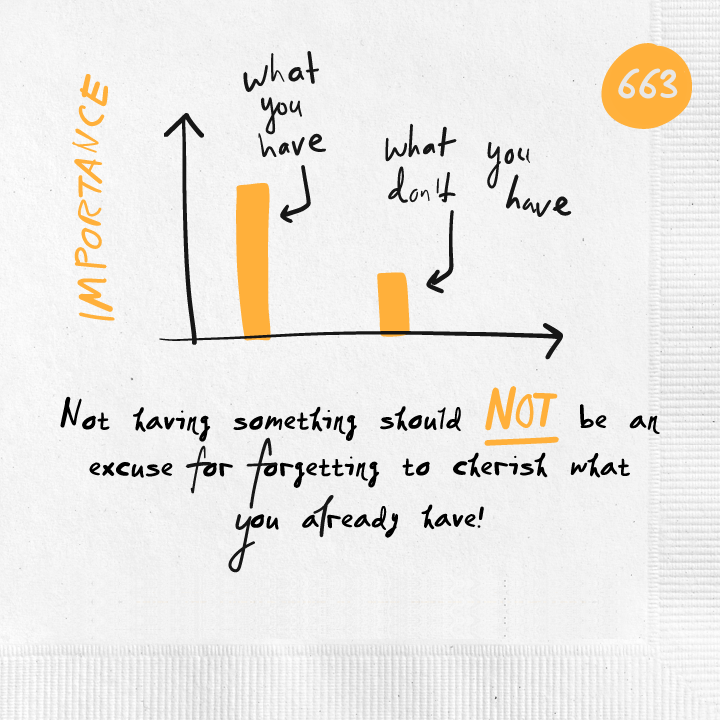 663
IMPORTANCE
what
you
have
what you
don't have
Not having something should NOT be an
excuse for forgetting to cherish what
you already have!